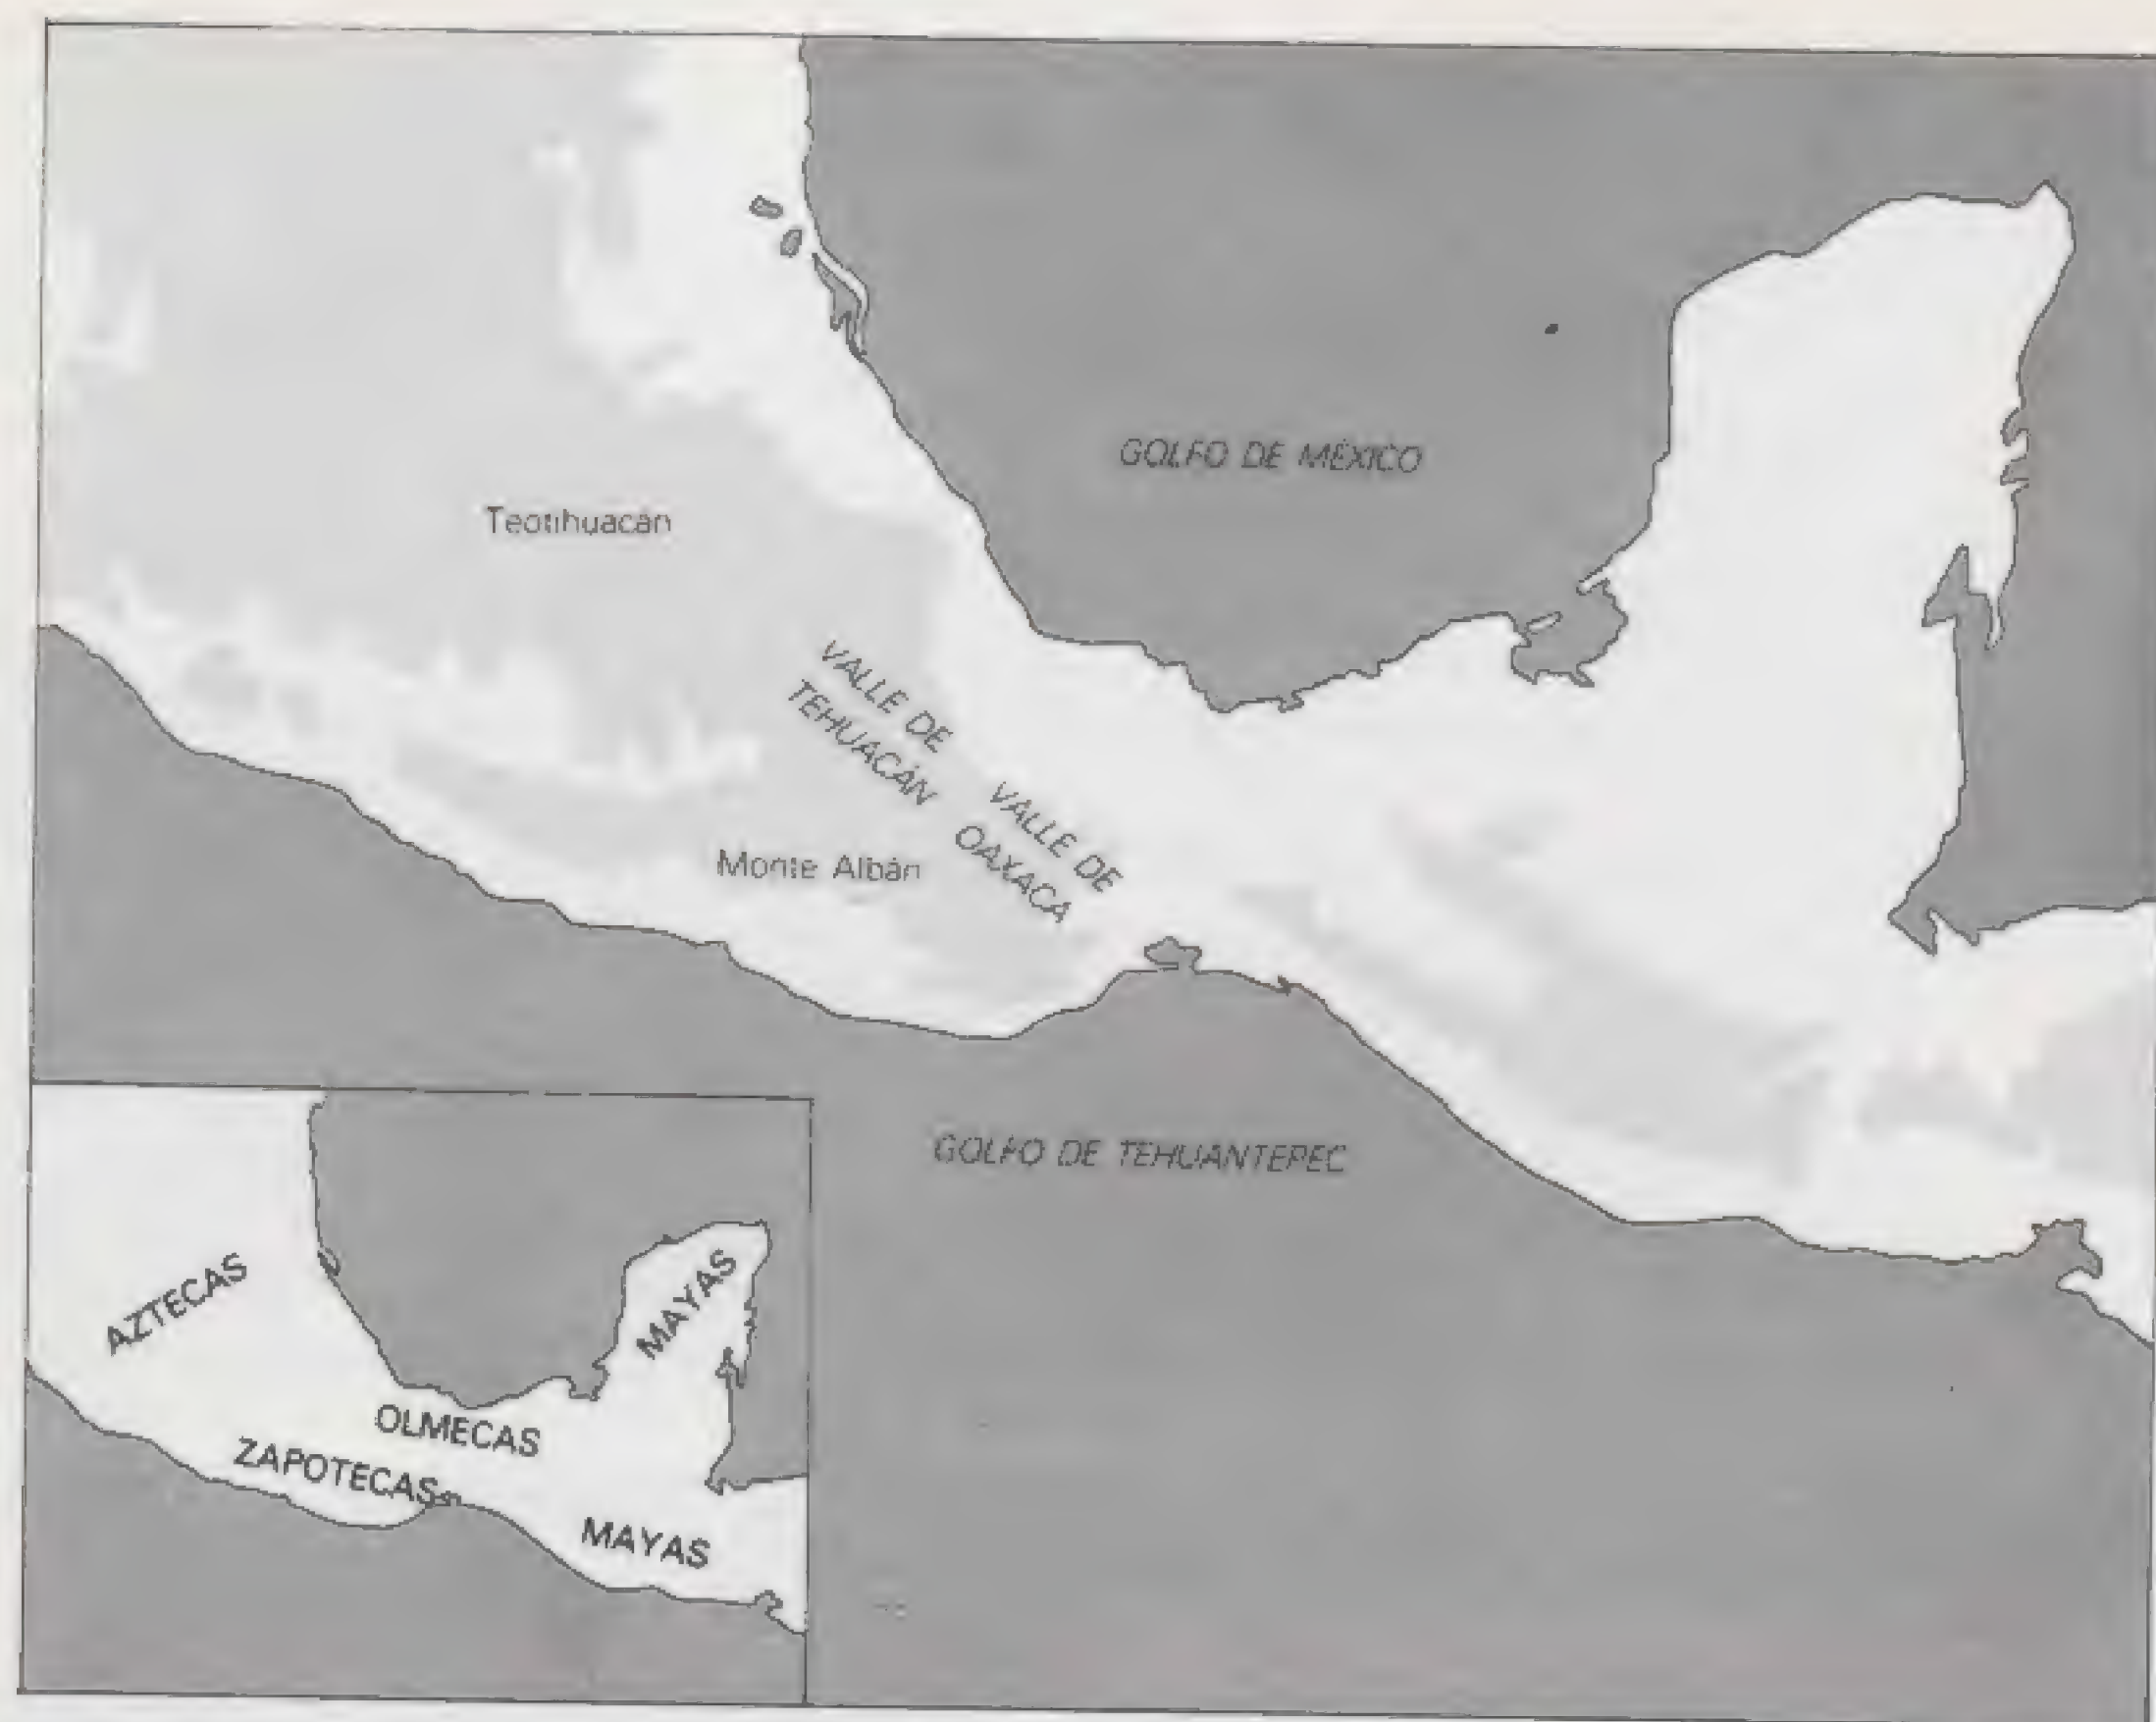 GOLFO DE MÉXICO
Teotihuacán
VALLE DE
TEHUACÁN
VALLE DE
OAXACA
Monte Albán
GOLFO DE TEHUANTEPEC
AZTECAS
MAYAS
OLMECAS
ZAPOTECAS
MAYAS